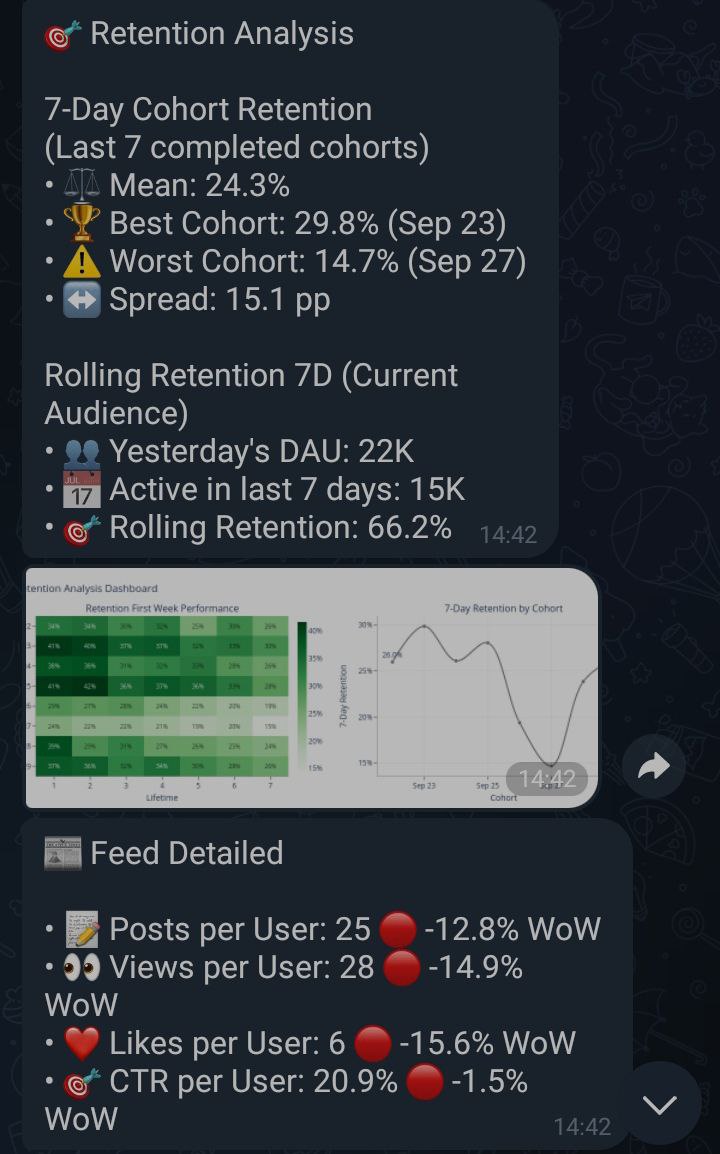 🎯 Retention Analysis
7-Day Cohort Retention
(Last 7 completed cohorts)
• ⚖️ Mean: 24.3%
• 🏆 Best Cohort: 29.8% (Sep 23)
• ⚠️ Worst Cohort: 14.7% (Sep 27)
• ↔️ Spread: 15.1 pp
Rolling Retention 7D (Current
Audience)
• 👥 Yesterday's DAU: 22K
• 📅 Active in last 7 days: 15K
• 🎯 Rolling Retention: 66.2%
14:42
tention Analysis Dashboard
Retention First Week Performance
34% 34% 30% 32% 25% 30% 26%
41% 40% 37% 37% 32% 33% 30%
38% 36% 31% 32% 33% 28% 26%
41% 42% 36% 37% 36% 33% 28%
29% 27% 28% 24% 22% 20% 19%
24% 22% 22% 21% 19% 20% 15%
39% 29% 31% 27% 26% 25% 24%
37% 36% 32% 34% 30% 28% 26%
1 2 3 4 5 6 7
Lifetime
40%
35%
30%
25%
20%
15%
7-Day Retention by Cohort
7-Day Retention
30%
25%
20%
15%
26.0%
Sep 23 Sep 25 Sep 27
Cohort
14:42
📰 Feed Detailed
• 📝 Posts per User: 25 🔴 -12.8% WoW
• 👀 Views per User: 28 🔴 -14.9%
WoW
• ❤️ Likes per User: 6 🔴 -15.6% WoW
• 🎯 CTR per User: 20.9% 🔴 -1.5%
WoW
14:42